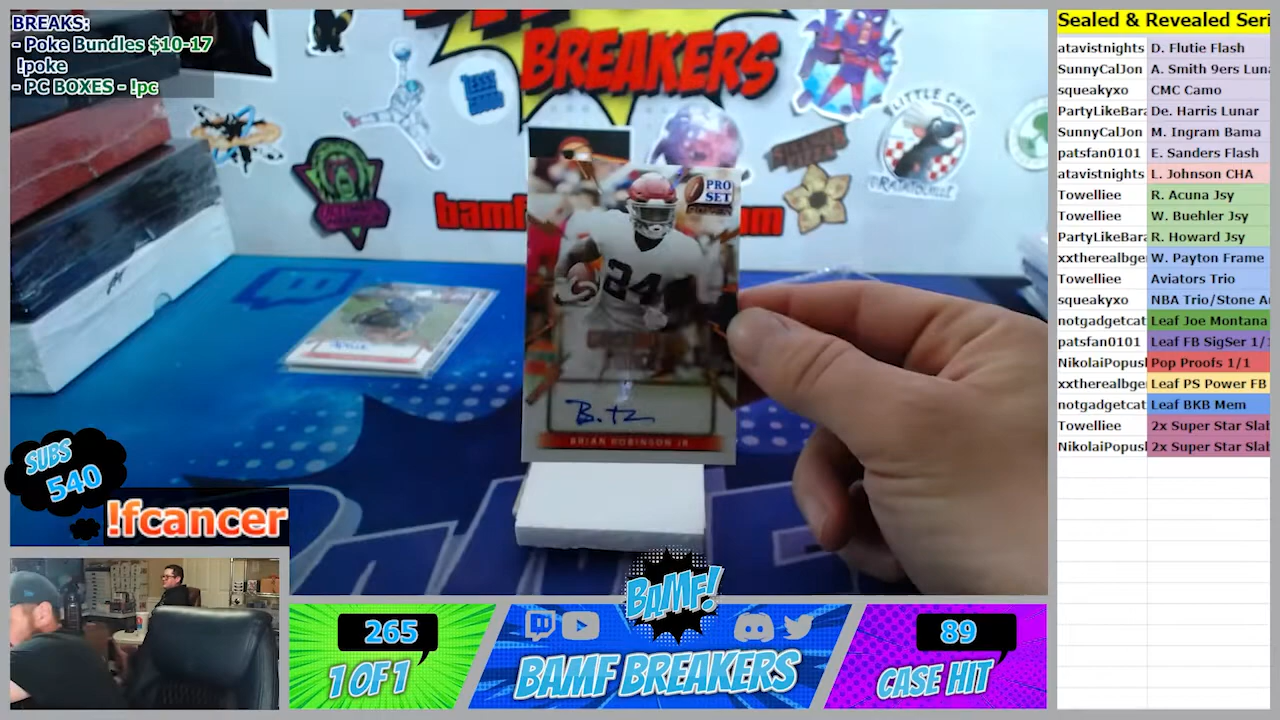 BREAKS:
- Poke Bundles $10-17
!poke
- PC BOXES - !pc
BREAKERS
LITTLE CHEF
RATATOUILLE
bamf
PRO
SET
24
B.
BRIAN ROBINSON JR
SUBS
540
!fcancer
BAMF!
265
1 OF 1
BAMF BREAKERS
89
CASE HIT
Sealed & Revealed Seri
atavistnights D. Flutie Flash
SunnyCalJon A. Smith 9ers Luna
squeakyxo CMC Camo
PartyLikeBara De. Harris Lunar
SunnyCalJon M. Ingram Bama
patsfan0101 E. Sanders Flash
atavistnights L. Johnson CHA
Towelliee R. Acuna Jsy
Towelliee W. Buehler Jsy
PartyLikeBara R. Howard Jsy
xxtherealbge W. Payton Frame
Towelliee Aviators Trio
squeakyxo NBA Trio/Stone A
notgadgetcat Leaf Joe Montana
patsfan0101 Leaf FB SigSer 1/
NikolaiPopusl Pop Proofs 1/1
xxtherealbge Leaf PS Power FB
notgadgetcat Leaf BKB Mem
Towelliee 2x Super Star Slab
NikolaiPopusl 2x Super Star Slab